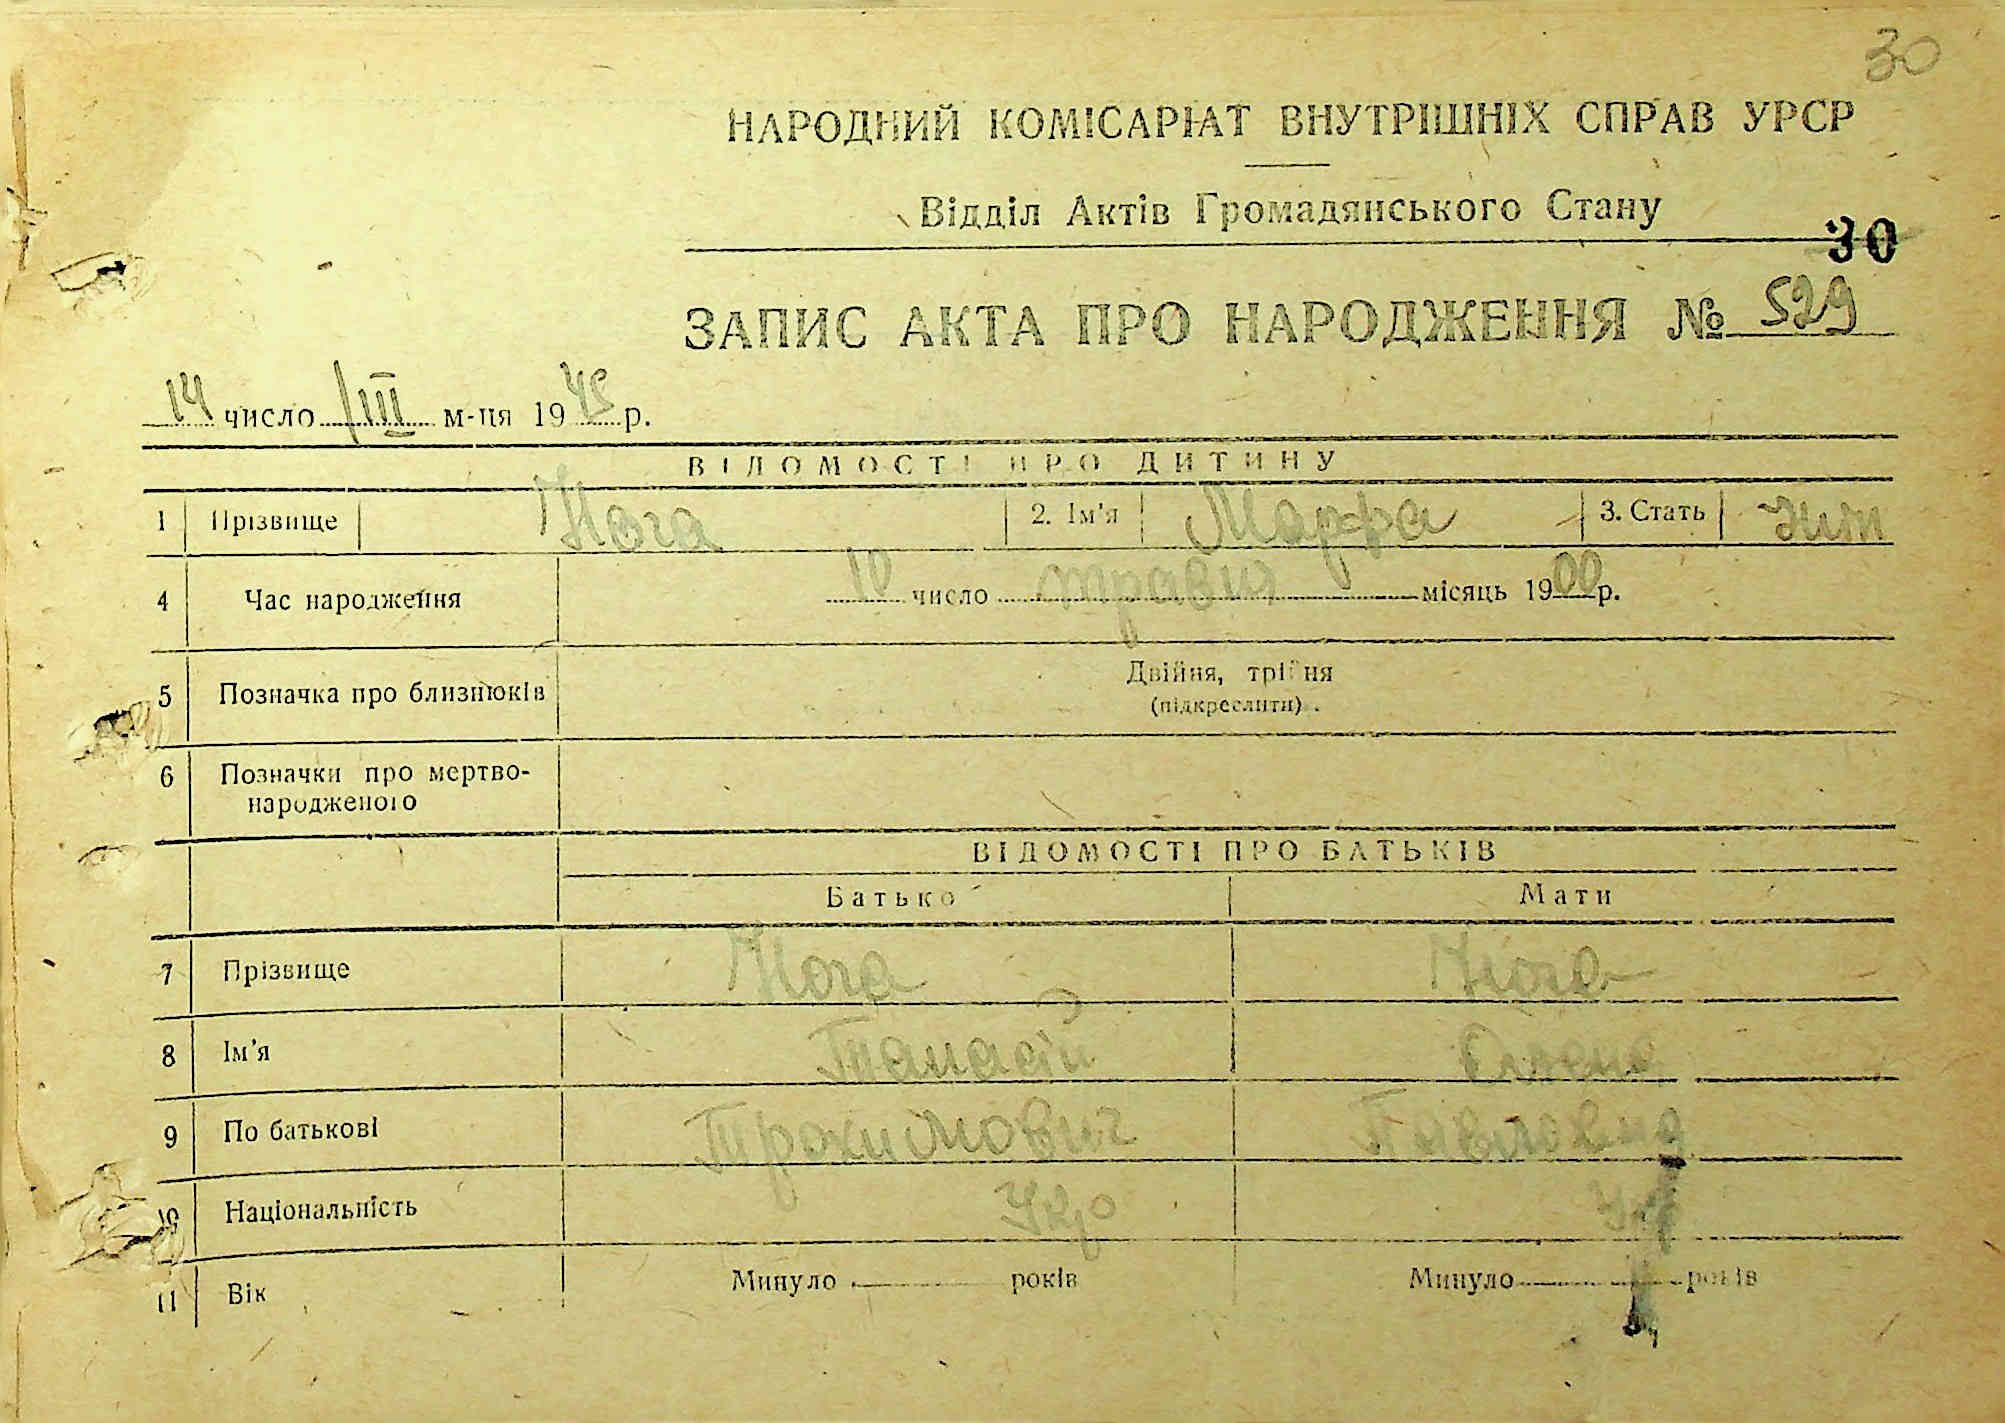 30
НАРОДНИЙ КОМІСАРІАТ ВНУТРІШНІХ СПРАВ УРСР
Відділ Актів Громадянського Стану
30
ЗАПИС АКТА ПРО НАРОДЖЕННЯ № 529
14 число III м-ця 1945 р.
ВІДОМОСТІ ПРО ДИТИНУ
1 Прізвище Нога 2. Ім'я Марфа 3. Стать
4 Час народження 10 число травня місяць 1900 р.
5 Позначка про близнюків Двійня, трійня
(підкреслити)
6 Позначки про мертво-
народженого
ВІДОМОСТІ ПРО БАТЬКІВ
Батько Мати
7 Прізвище Нога Нога
8 Ім'я Танасій
9 По батькові Трохимович Павловна
10 Національність Укр Укр
11 Вік Минуло років Минуло років